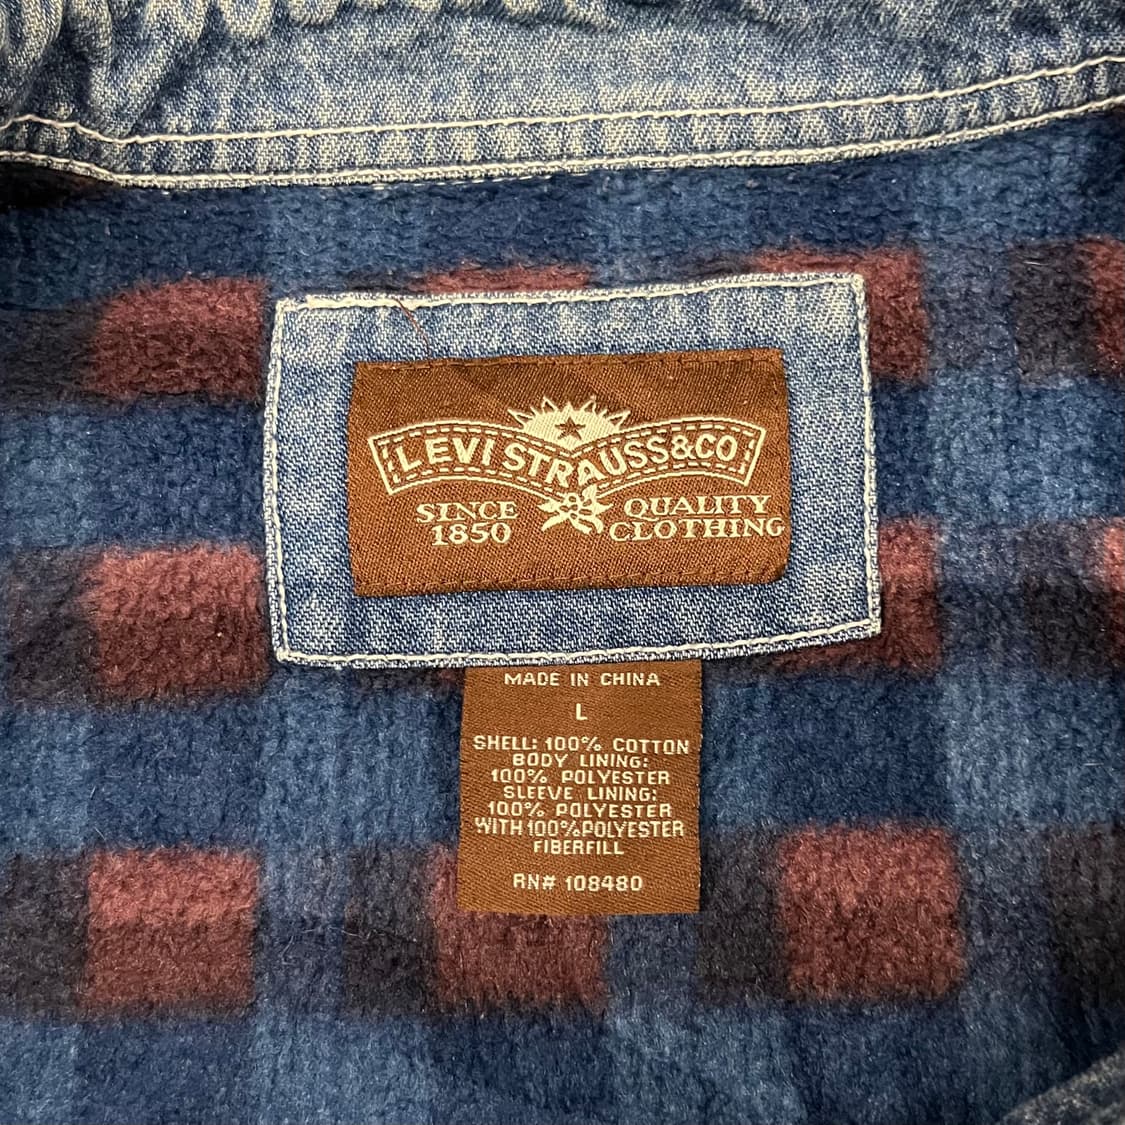 LEVI STRAUSS&CO
SINCE
1850
QUALITY
CLOTHING
MADE IN CHINA
L
SHELL: 100% COTTON
BODY LINING:
100% POLYESTER
SLEEVE LINING:
100% POLYESTER
WITH 100% POLYESTER
FIBERFILL
RN# 108480